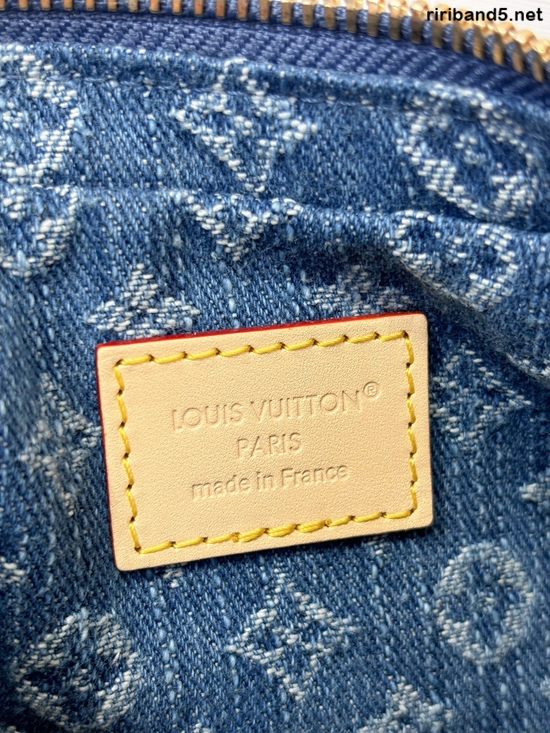 ririband5.net
LOUIS VUITTON®
PARIS
made in France